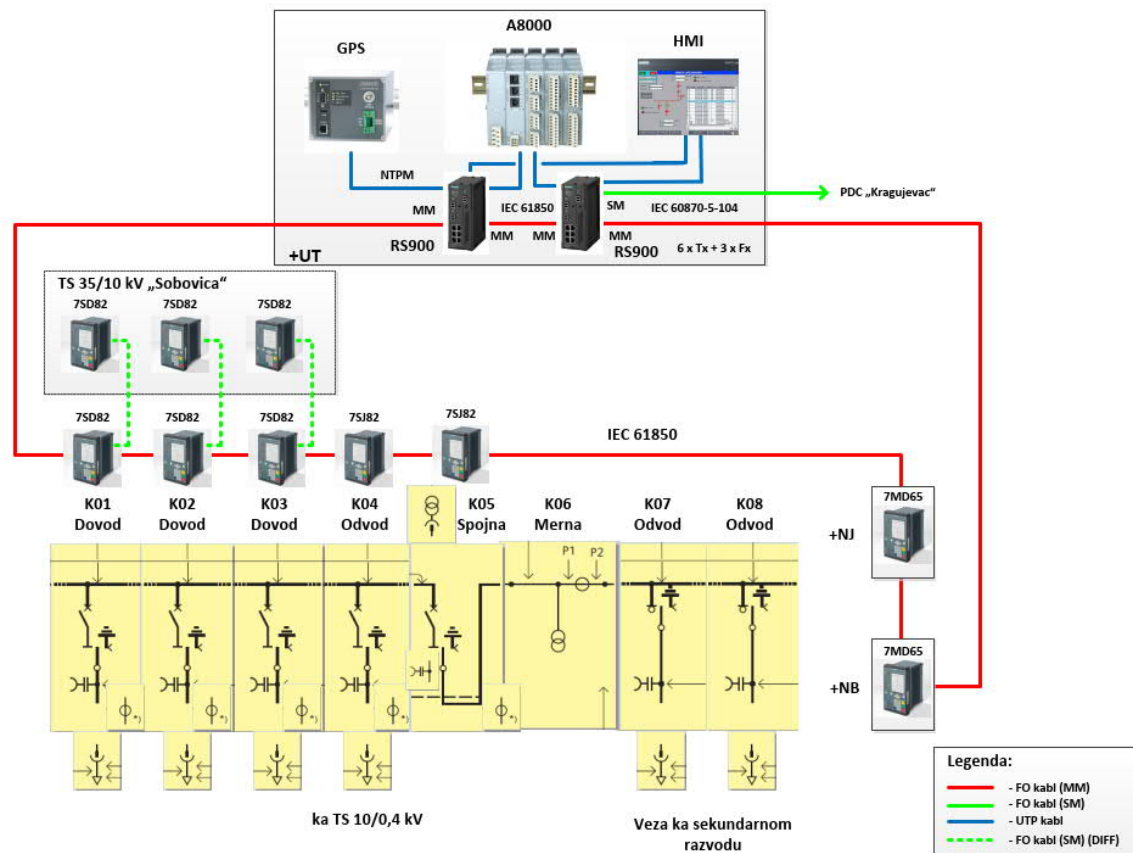 A8000
GPS
HMI
NTPM
MM
IEC 61850
SM
IEC 60870-5-104
PDC „Kragujevac“
RS900
MM
MM
MM
RS900
6 x Tx + 3 x Fx
+UT
TS 35/10 kV „Sobovica“
7SD82
7SD82
7SD82
7SD82
7SD82
7SD82
7SJ82
7SJ82
IEC 61850
K01
Dovod
K02
Dovod
K03
Dovod
K04
Odvod
K05
Spojna
K06
Merna
K07
Odvod
K08
Odvod
7MD65
+NJ
P1
P2
7MD65
+NB
*)
*)
*)
*)
*)
ka TS 10/0,4 kV
Veza ka sekundarnom
razvodu
Legenda:
- FO kabl (MM)
- FO kabl (SM)
- UTP kabl
- FO kabl (SM) (DIFF)